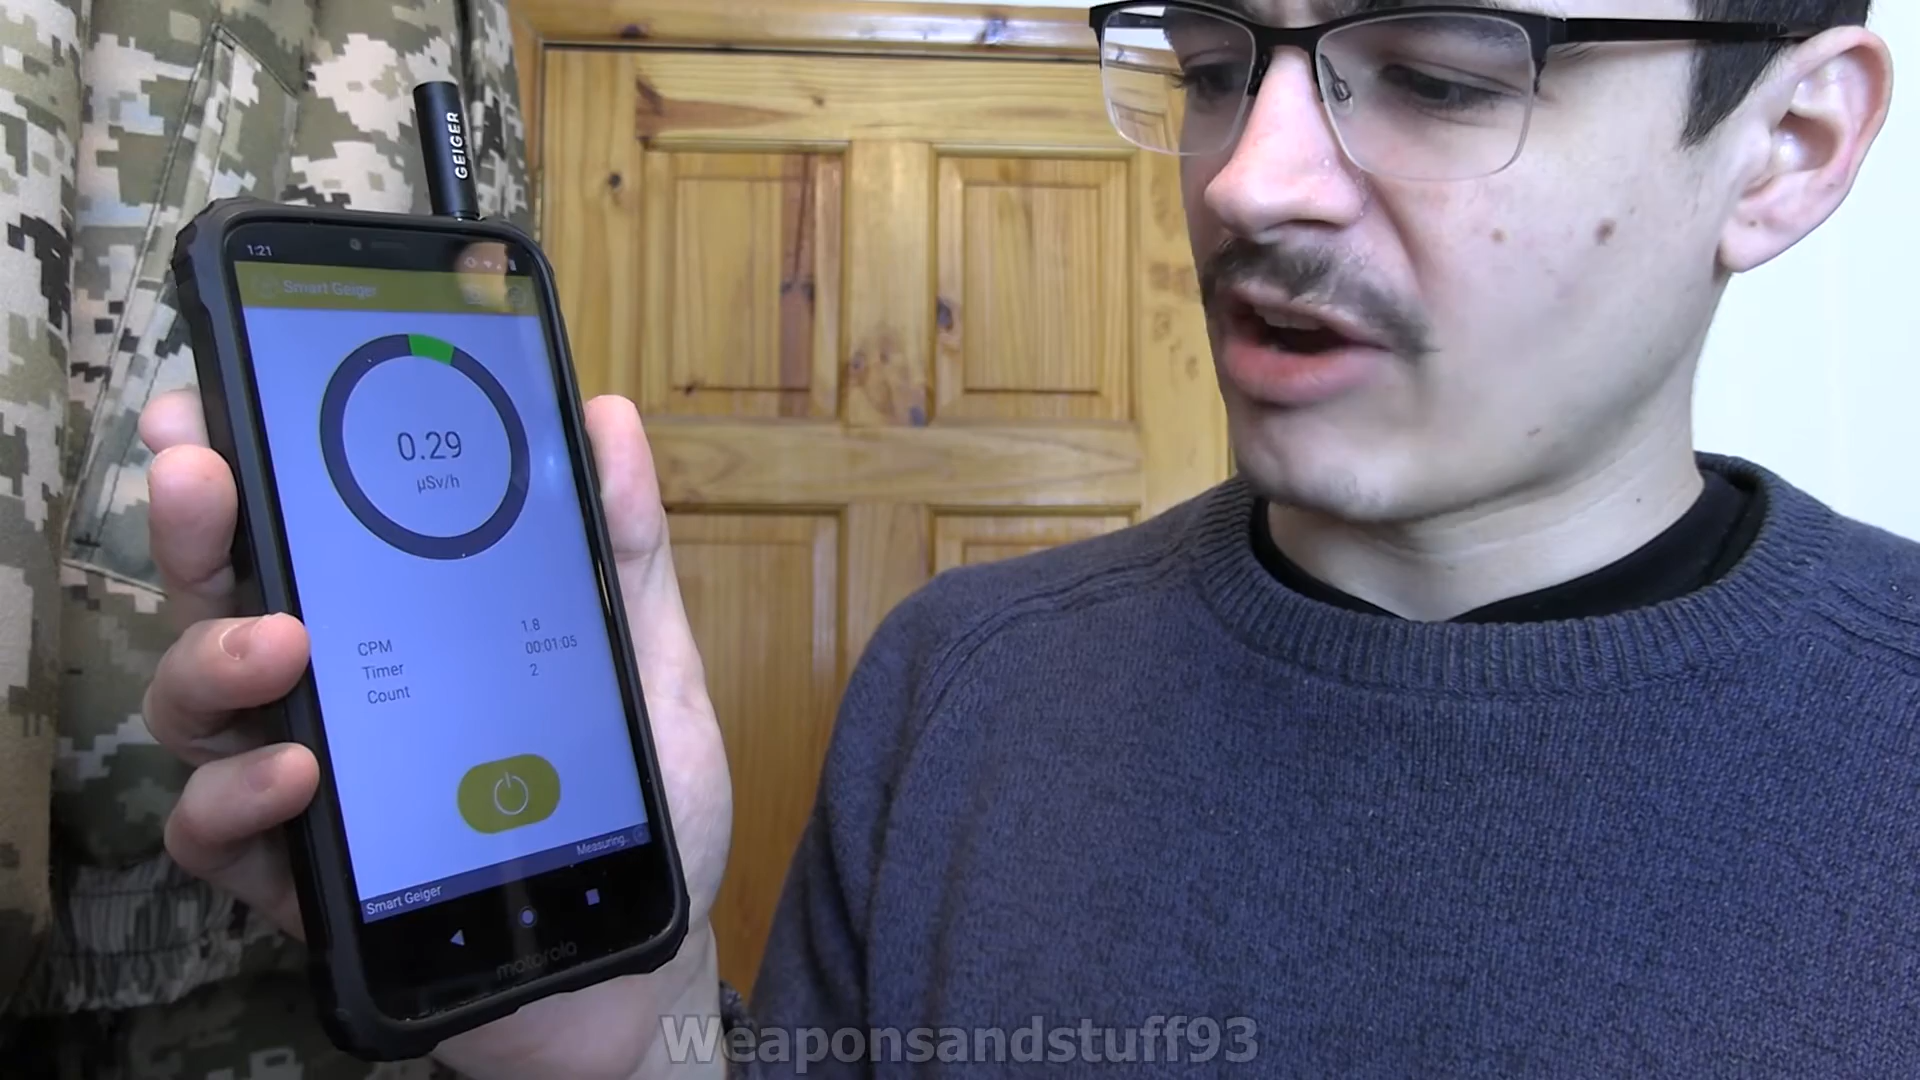 GEIGER
1:21
Smart Geiger
0.29
µSv/h
CPM 1.8
Timer 00:01:05
Count 2
Measuring..
Smart Geiger
motorola
Weaponsandstuff93